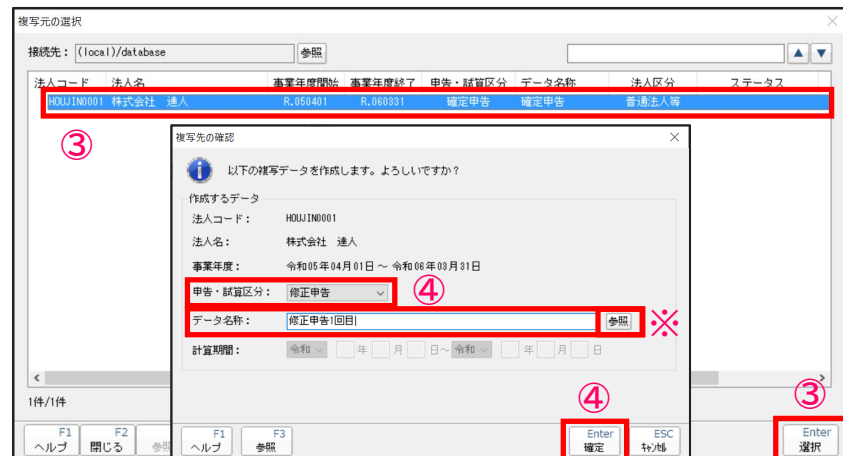 複写元の選択
接続先： (local)/database 参照
法人コード 法人名 事業年度開始 事業年度終了 申告・試算区分 データ名称 法人区分 ステータス
HOUJIN0001 株式会社 達人 R.050401 R.060331 確定申告 確定申告 普通法人等
③
複写先の確認
以下の複写データを作成します。よろしいですか？
作成するデータ
法人コード： HOUJIN0001
法人名： 株式会社 達人
事業年度： 令和05年04月01日 ～ 令和06年03月31日
申告・試算区分： 修正申告 ④
データ名称： 修正申告1回目 参照 ※
計算期間： 令和 年 月 日～ 令和 年 月 日
1件/1件
④
③
F1 ヘルプ
F2 閉じる
参照
F1 ヘルプ
F3 参照
Enter 確定
ESC ｷｬﾝｾﾙ
Enter 選択